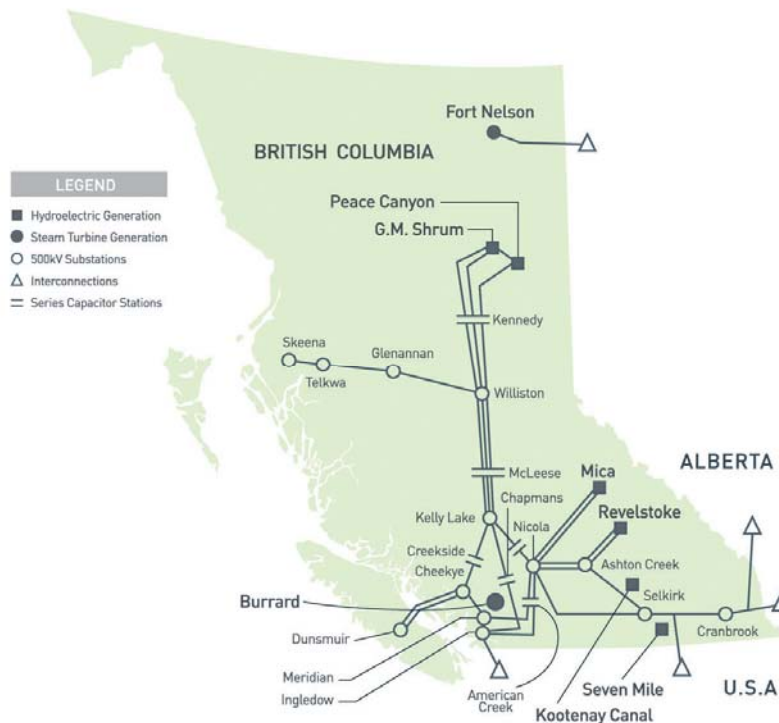 Fort Nelson
BRITISH COLUMBIA
LEGEND
Hydroelectric Generation
Steam Turbine Generation
500kV Substations
Interconnections
Series Capacitor Stations
Peace Canyon
G.M. Shrum
Kennedy
Skeena
Glenannan
Telkwa
Williston
McLeese
Mica
ALBERTA
Chapmans
Kelly Lake
Nicola
Revelstoke
Creekside
Cheekye
Ashton Creek
Burrard
Selkirk
Dunsmuir
Cranbrook
Meridian
Ingledow
American
Creek
Seven Mile
Kootenay Canal
U.S.A